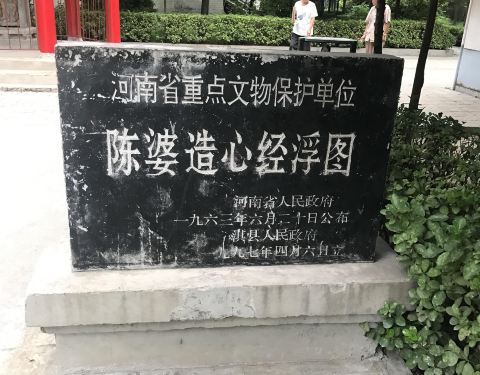 河南省重点文物保护单位
陈婆造心经浮图
河南省人民政府
一九六三年六月二十日公布
淇县人民政府
一九九七年四月六日立